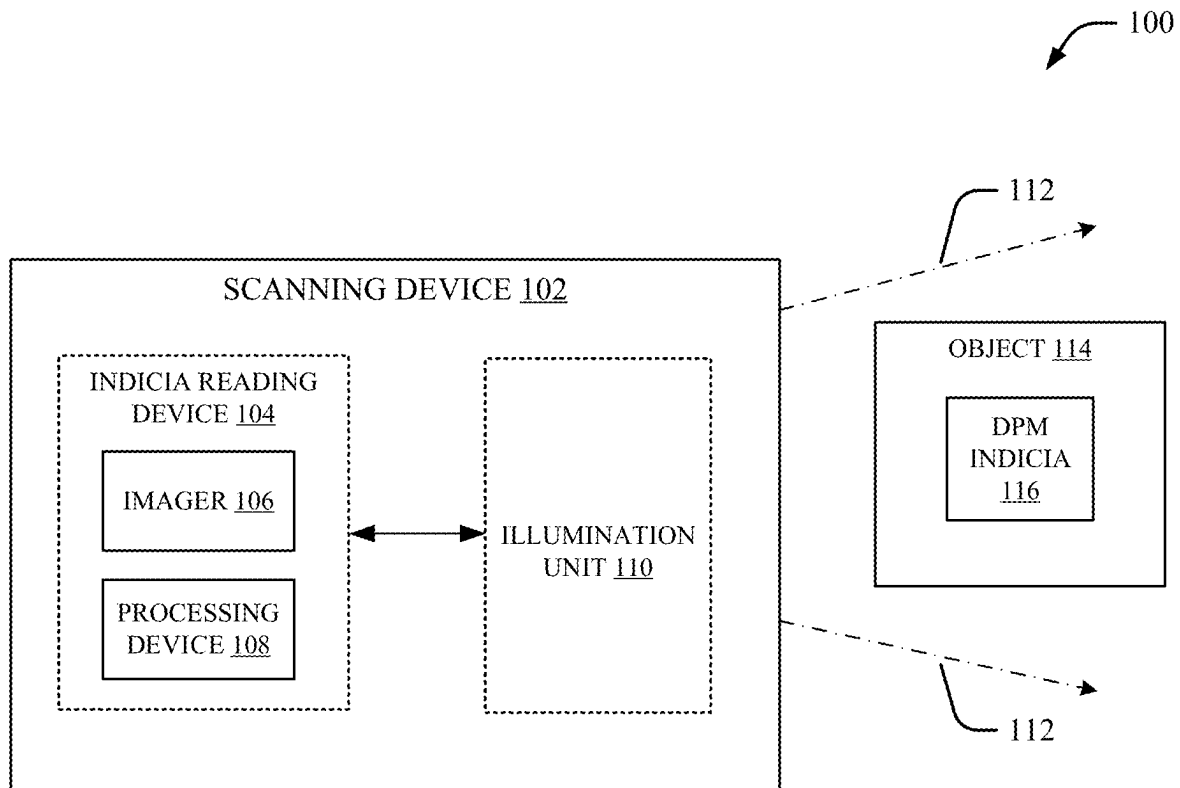 100
112
SCANNING DEVICE 102
OBJECT 114
INDICIA READING
DEVICE 104
DPM
INDICIA
116
IMAGER 106
ILLUMINATION
UNIT 110
PROCESSING
DEVICE 108
112